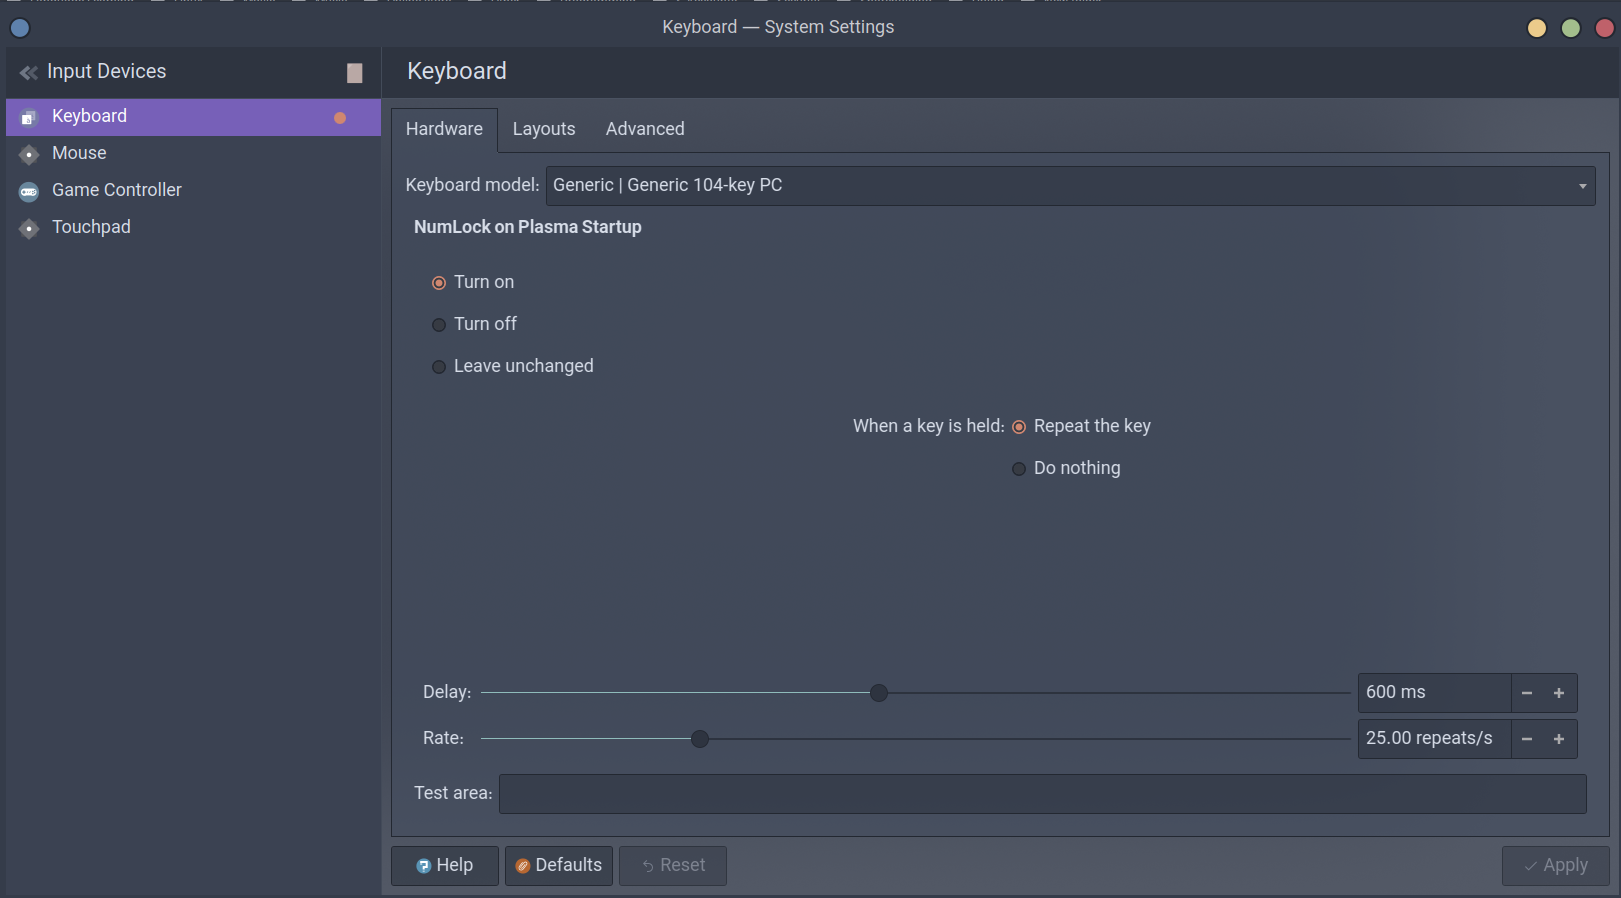 Keyboard — System Settings
Input Devices
Keyboard
Mouse
Game Controller
Touchpad
Keyboard
Hardware Layouts Advanced
Keyboard model: Generic | Generic 104-key PC
NumLock on Plasma Startup
Turn on
Turn off
Leave unchanged
When a key is held: Repeat the key
Do nothing
Delay: 600 ms
Rate: 25.00 repeats/s
Test area:
Help Defaults Reset Apply